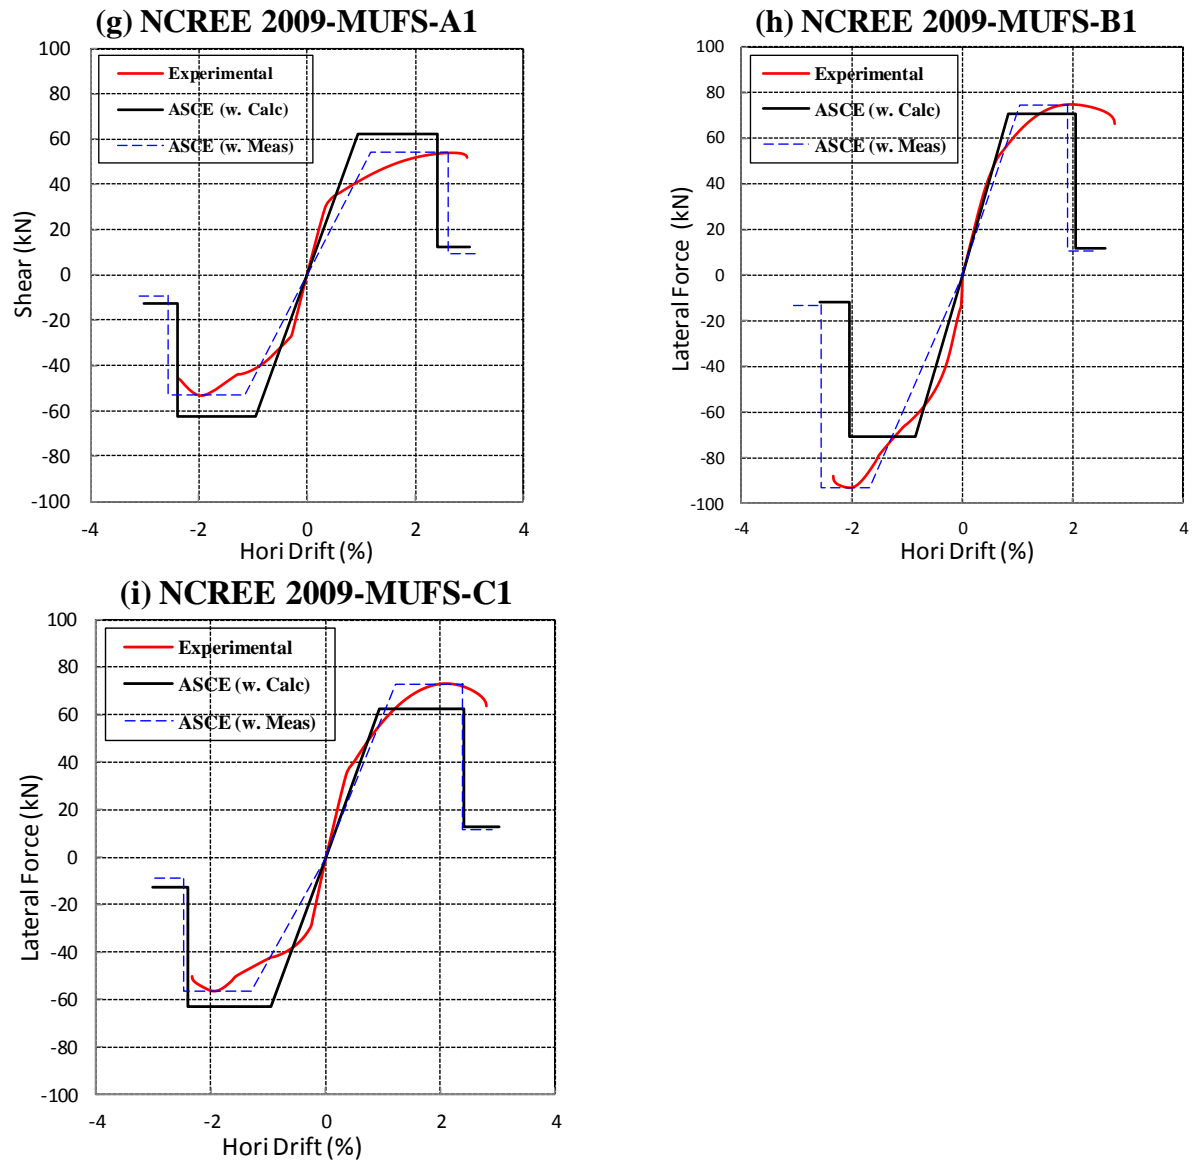 (g) NCREE 2009-MUFS-A1
100
80
60
40
20
0
-20
-40
-60
-80
-100
Shear (kN)
Experimental
ASCE (w. Calc)
ASCE (w. Meas)
-4
-2
0
2
4
Hori Drift (%)
(h) NCREE 2009-MUFS-B1
100
80
60
40
20
0
-20
-40
-60
-80
-100
Lateral Force (kN)
Experimental
ASCE (w. Calc)
ASCE (w. Meas)
-4
-2
0
2
4
Hori Drift (%)
(i) NCREE 2009-MUFS-C1
100
80
60
40
20
0
-20
-40
-60
-80
-100
Lateral Force (kN)
Experimental
ASCE (w. Calc)
ASCE (w. Meas)
-4
-2
0
2
4
Hori Drift (%)